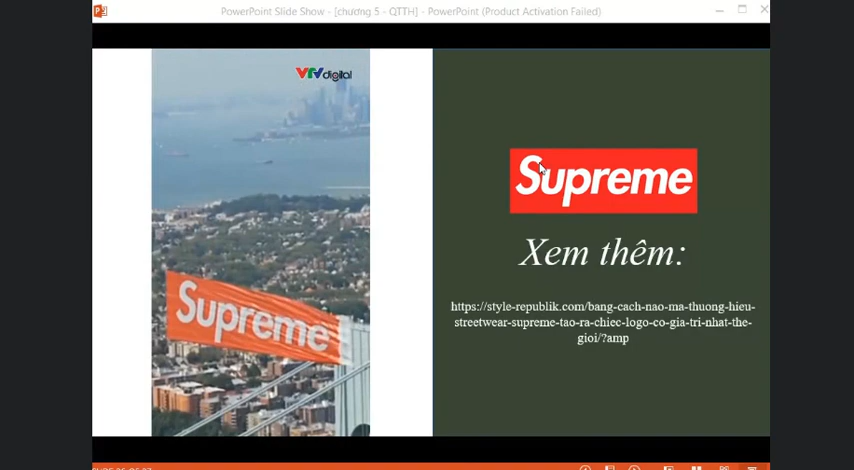 PowerPoint Slide Show - [chương 5 - QTTH] - PowerPoint (Product Activation Failed)
VTV digital
Supreme
Supreme
Xem thêm:
https://style-republik.com/bang-cach-nao-ma-thuong-hieu-
streetwear-supreme-tao-ra-chiec-logo-co-gia-tri-nhat-the-
gioi/?amp